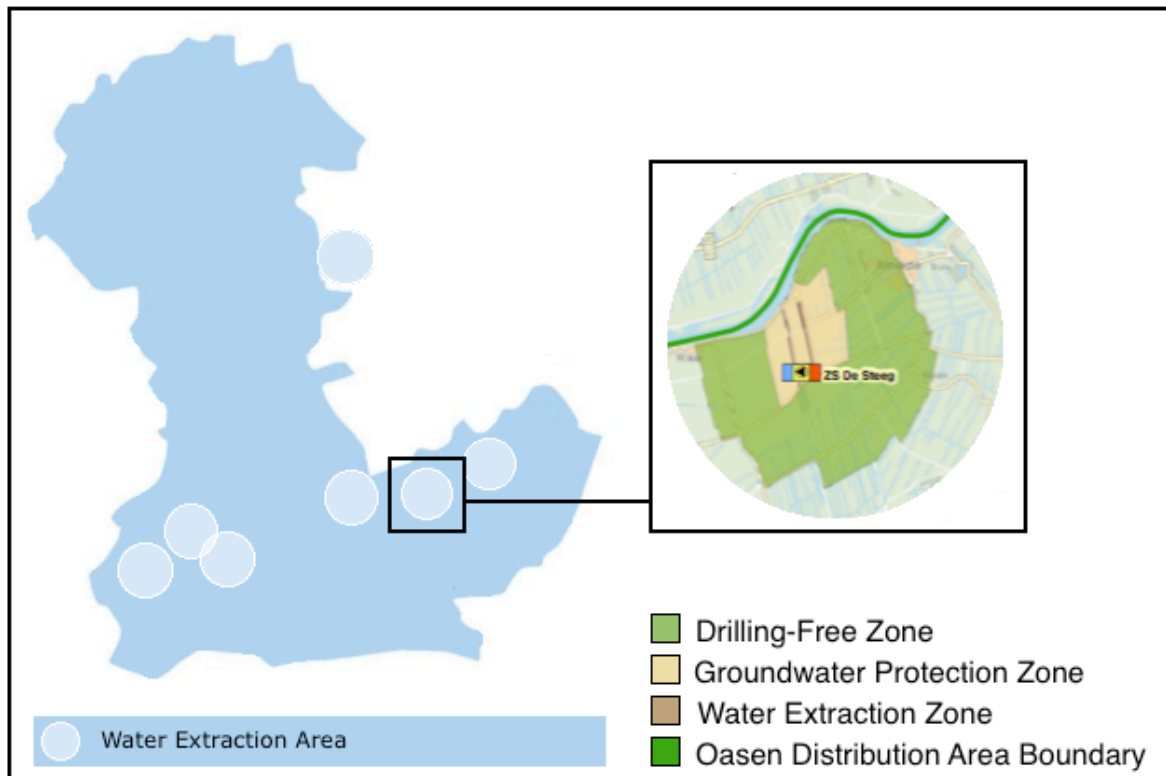 ZS De Steeg
Drilling-Free Zone
Groundwater Protection Zone
Water Extraction Zone
Oasen Distribution Area Boundary
Water Extraction Area